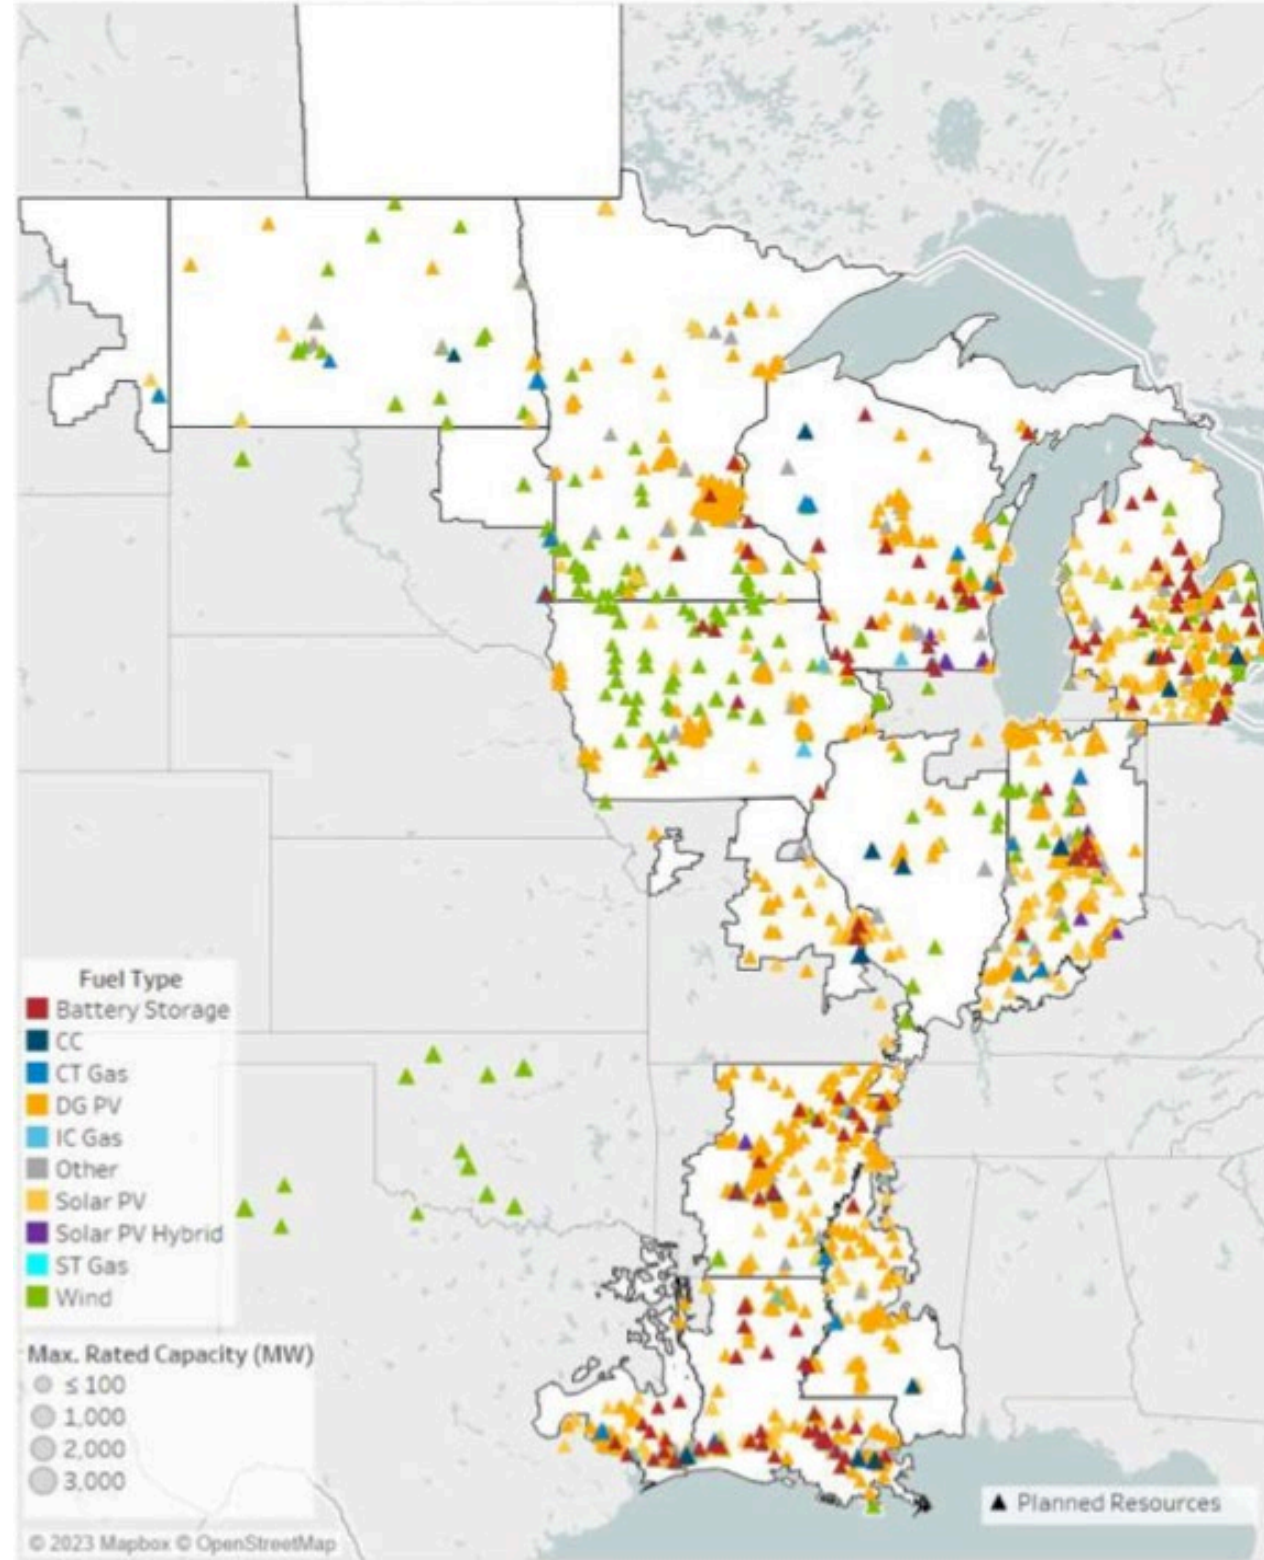 Fuel Type
Battery Storage
CC
CT Gas
DG PV
IC Gas
Other
Solar PV
Solar PV Hybrid
ST Gas
Wind
Max. Rated Capacity (MW)
≤ 100
1,000
2,000
3,000
Planned Resources
© 2023 Mapbox © OpenStreetMap